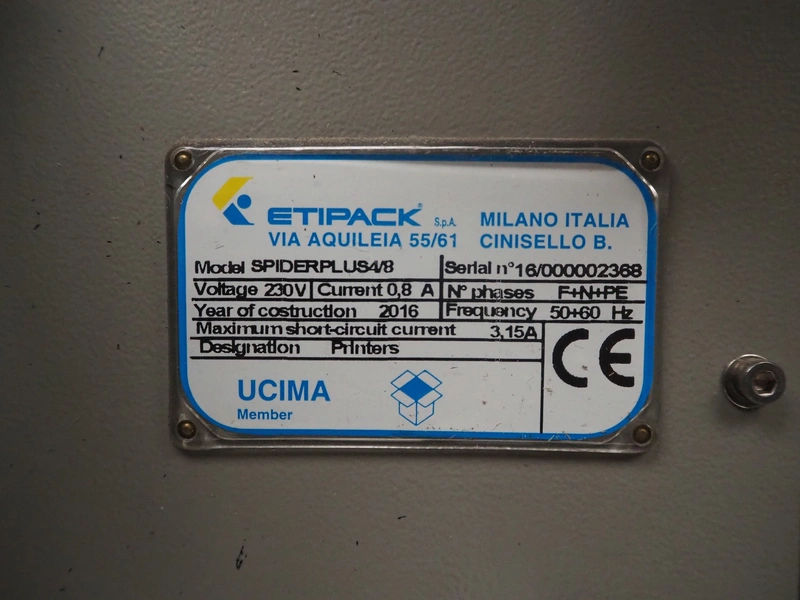 ETIPACK® S.p.A. MILANO ITALIA
VIA AQUILEIA 55/61 CINISELLO B.
Model SPIDERPLUS4/8 Serial n° 16/000002368
Voltage 230V Current 0,8 A N° phases F+N+PE
Year of costruction 2016 Frequency 50+60 Hz
Maximum short-circuit current 3,15A
Designation Printers
CE
UCIMA
Member